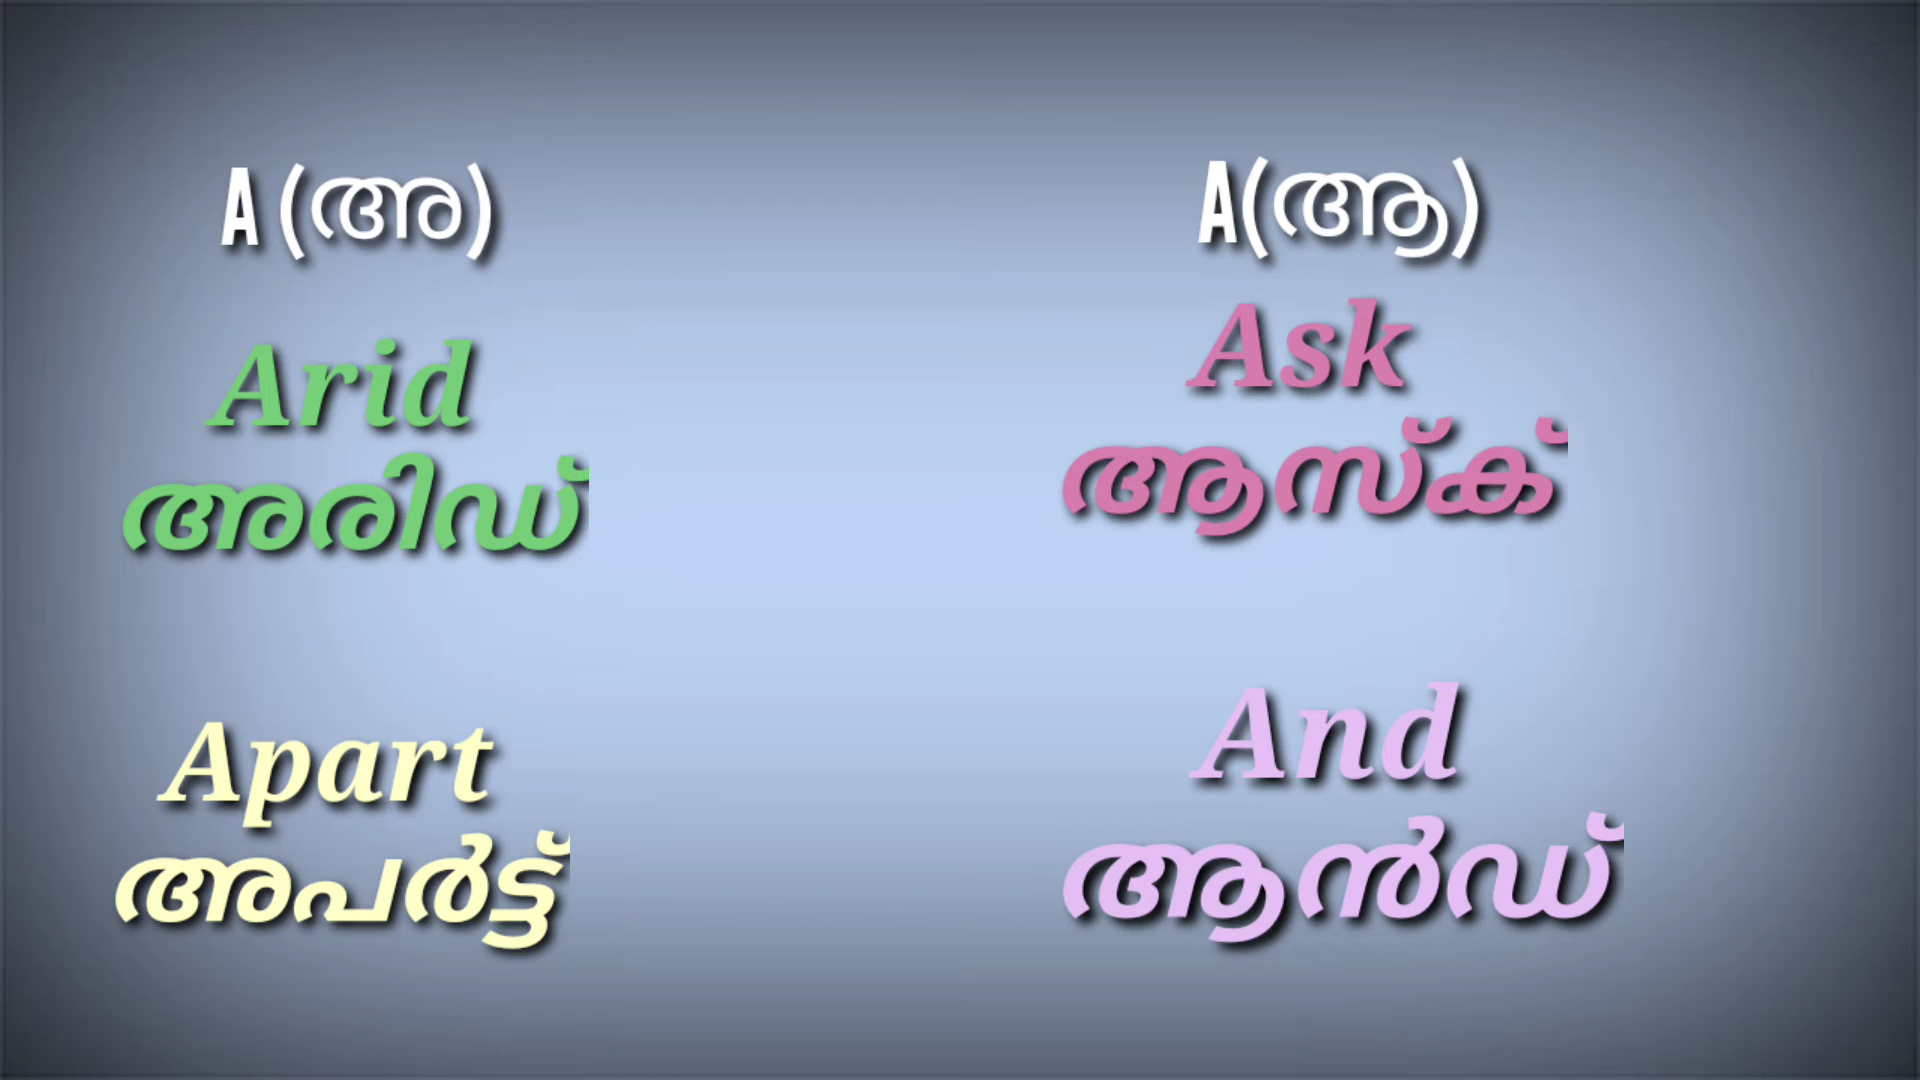 A (അ)
Arid
അരിഡ്
Apart
അപർട്ട്
A(ആ)
Ask
ആസ്ക്
And
ആൻഡ്